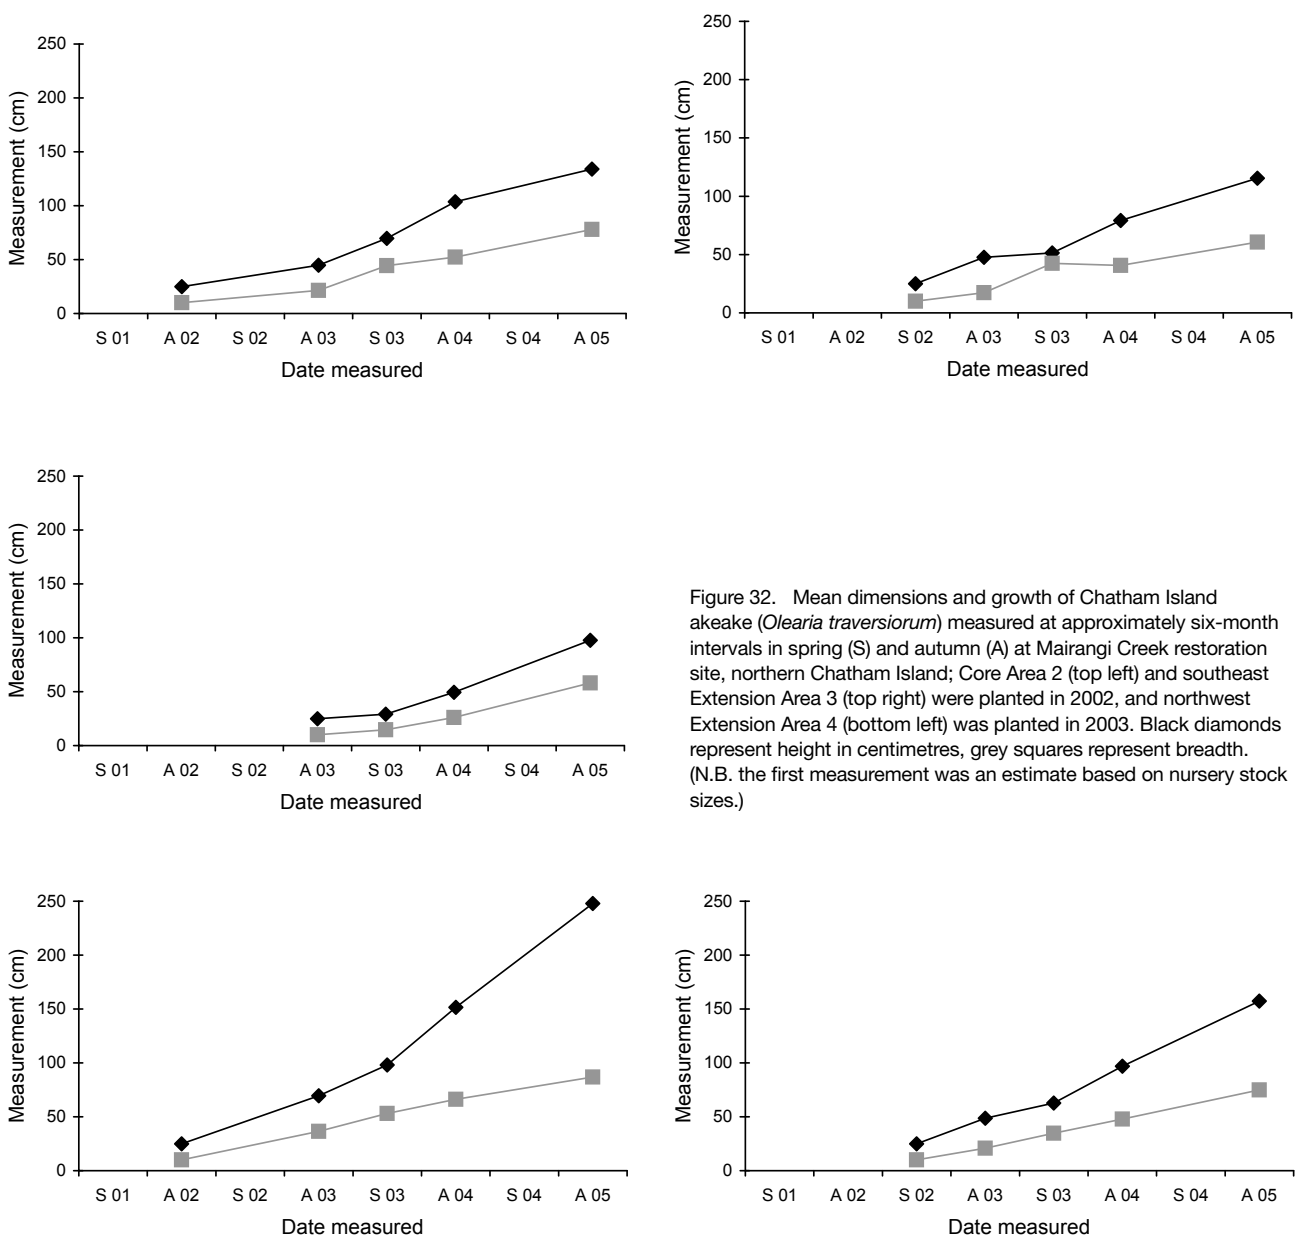 250
200
150
100
50
0
Measurement (cm)
S 01 A 02 S 02 A 03 S 03 A 04 S 04 A 05
Date measured
250
200
150
100
50
0
Measurement (cm)
S 01 A 02 S 02 A 03 S 03 A 04 S 04 A 05
Date measured
250
200
150
100
50
0
Measurement (cm)
S 01 A 02 S 02 A 03 S 03 A 04 S 04 A 05
Date measured
Figure 32. Mean dimensions and growth of Chatham Island
akeake (Olearia traversiorum) measured at approximately six-month
intervals in spring (S) and autumn (A) at Mairangi Creek restoration
site, northern Chatham Island; Core Area 2 (top left) and southeast
Extension Area 3 (top right) were planted in 2002, and northwest
Extension Area 4 (bottom left) was planted in 2003. Black diamonds
represent height in centimetres, grey squares represent breadth.
(N.B. the first measurement was an estimate based on nursery stock
sizes.)
250
200
150
100
50
0
Measurement (cm)
S 01 A 02 S 02 A 03 S 03 A 04 S 04 A 05
Date measured
250
200
150
100
50
0
Measurement (cm)
S 01 A 02 S 02 A 03 S 03 A 04 S 04 A 05
Date measured